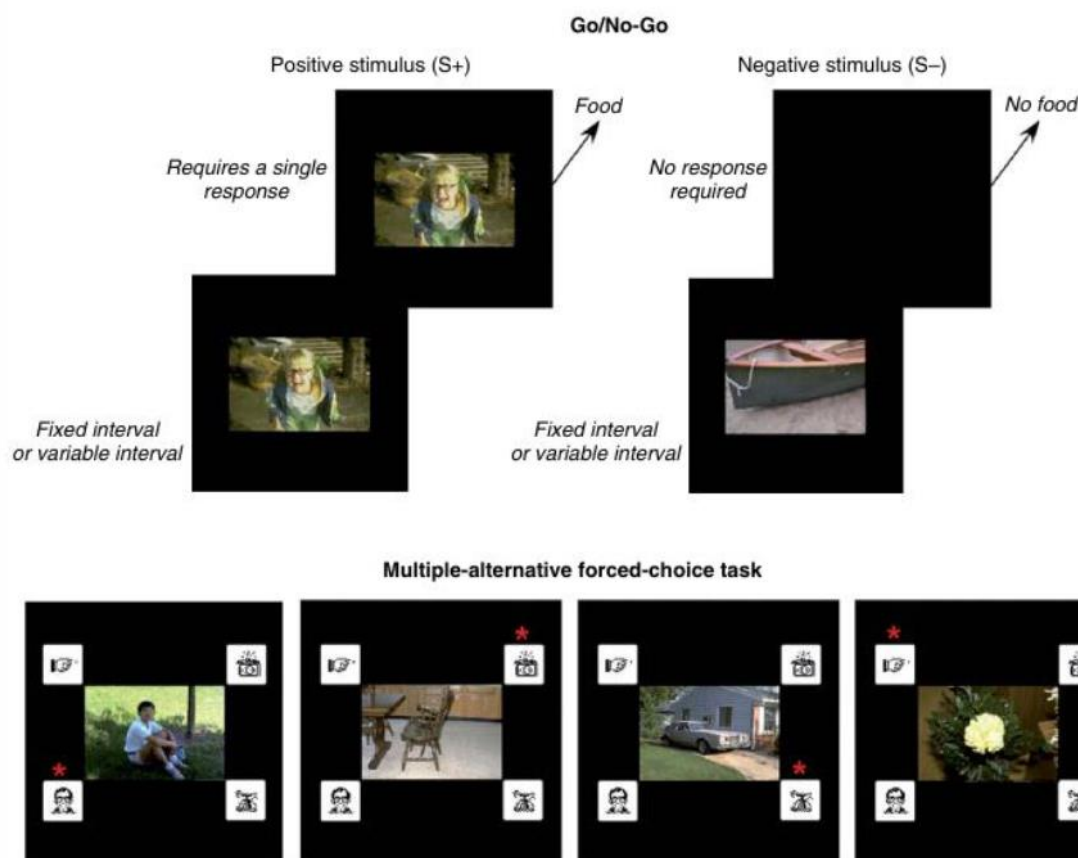 Go/No-Go
Positive stimulus (S+)
Negative stimulus (S–)
Food
No food
Requires a single
response
No response
required
Fixed interval
or variable interval
Fixed interval
or variable interval
Multiple-alternative forced-choice task
*
*
*
*